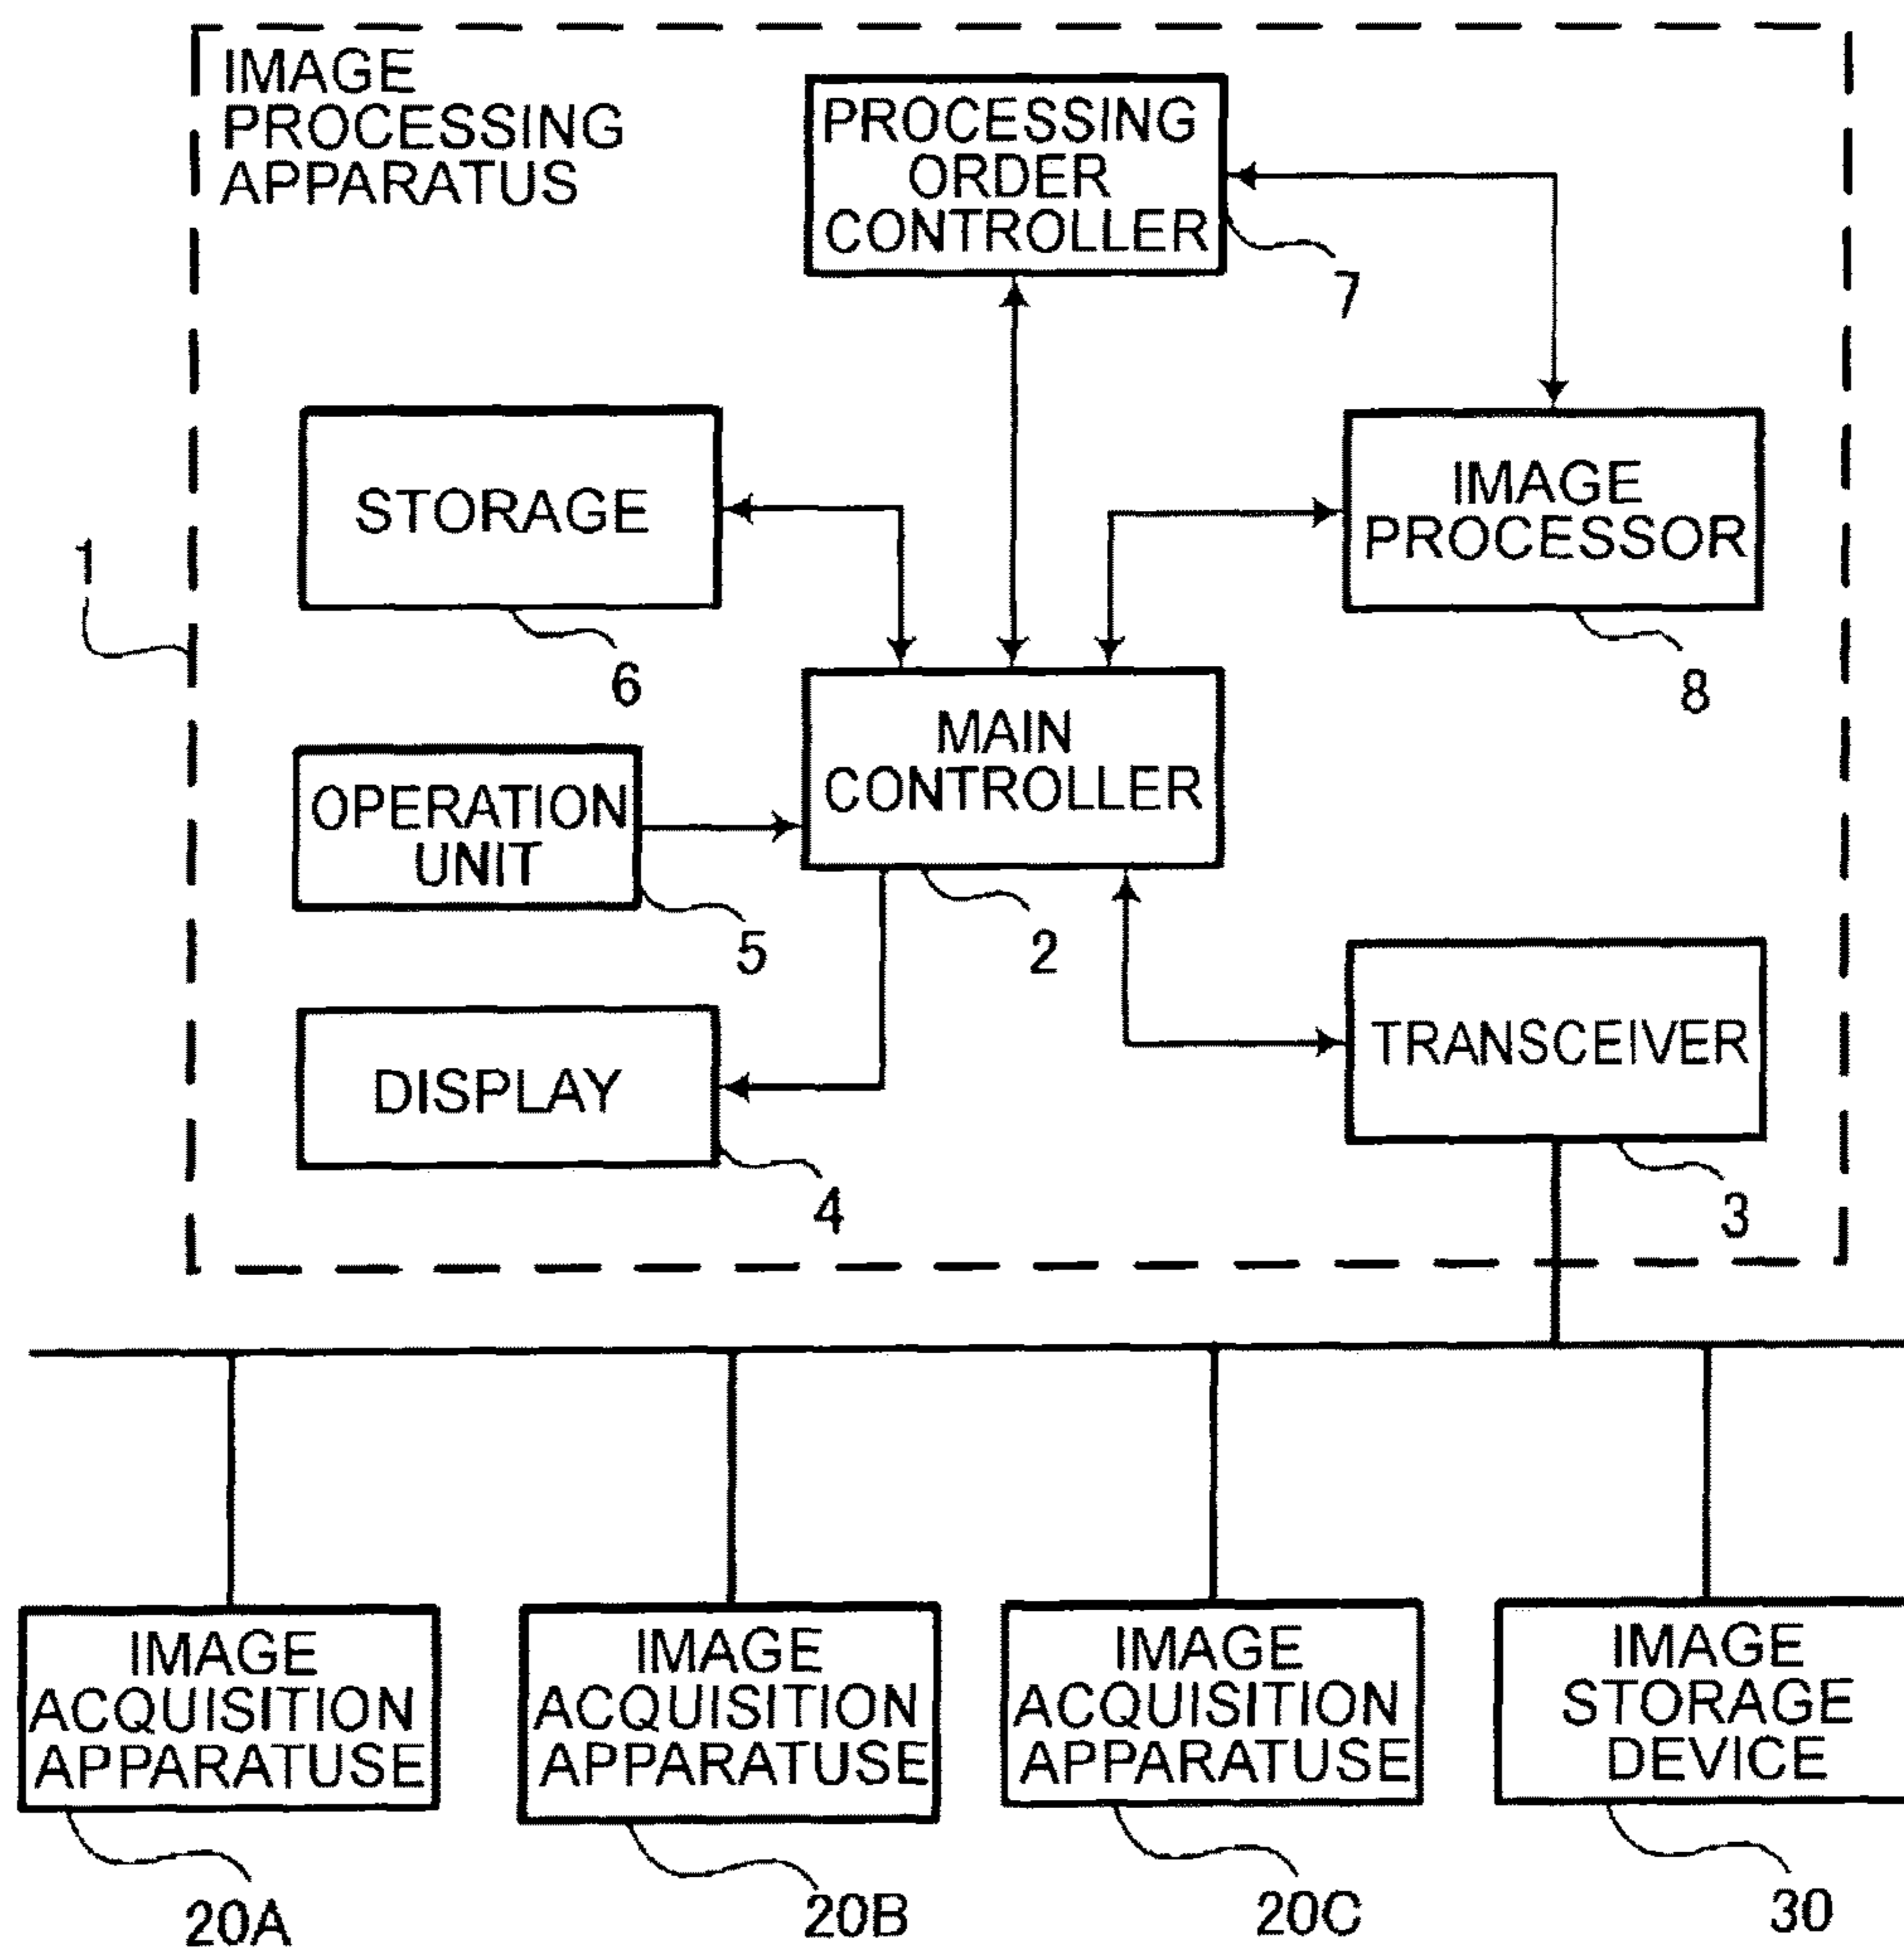 IMAGE
PROCESSING
APPARATUS
PROCESSING
ORDER
CONTROLLER
7
STORAGE
6
IMAGE
PROCESSOR
8
1
MAIN
CONTROLLER
2
OPERATION
UNIT
5
DISPLAY
4
TRANSCEIVER
3
IMAGE
ACQUISITION
APPARATUSE
20A
IMAGE
ACQUISITION
APPARATUSE
20B
IMAGE
ACQUISITION
APPARATUSE
20C
IMAGE
STORAGE
DEVICE
30